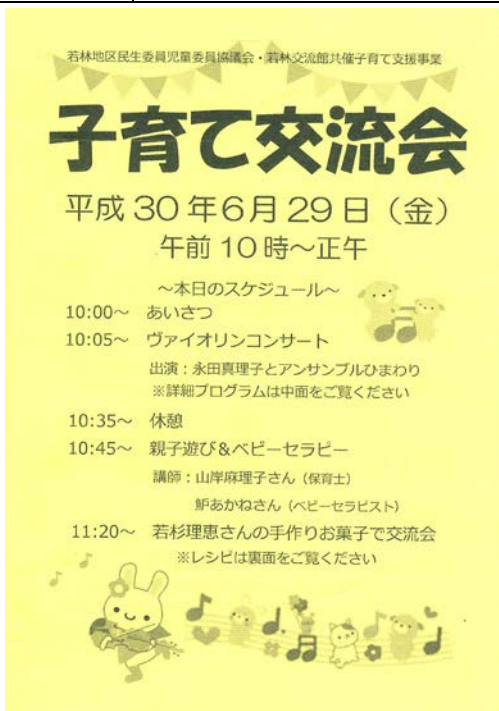 若林地区民生委員児童委員協議会・若林交流館共催子育て支援事業
子育て交流会
平成30年6月29日（金）
午前10時～正午
～本日のスケジュール～
10:00～ あいさつ
10:05～ ヴァイオリンコンサート
出演：永田真理子とアンサンブルひまわり
※詳細プログラムは中面をご覧ください
10:35～ 休憩
10:45～ 親子遊び＆ベビーセラピー
講師：山岸麻理子さん（保育士）
鈩あかねさん（ベビーセラピスト）
11:20～ 若杉理恵さんの手作りお菓子で交流会
※レシピは裏面をご覧ください